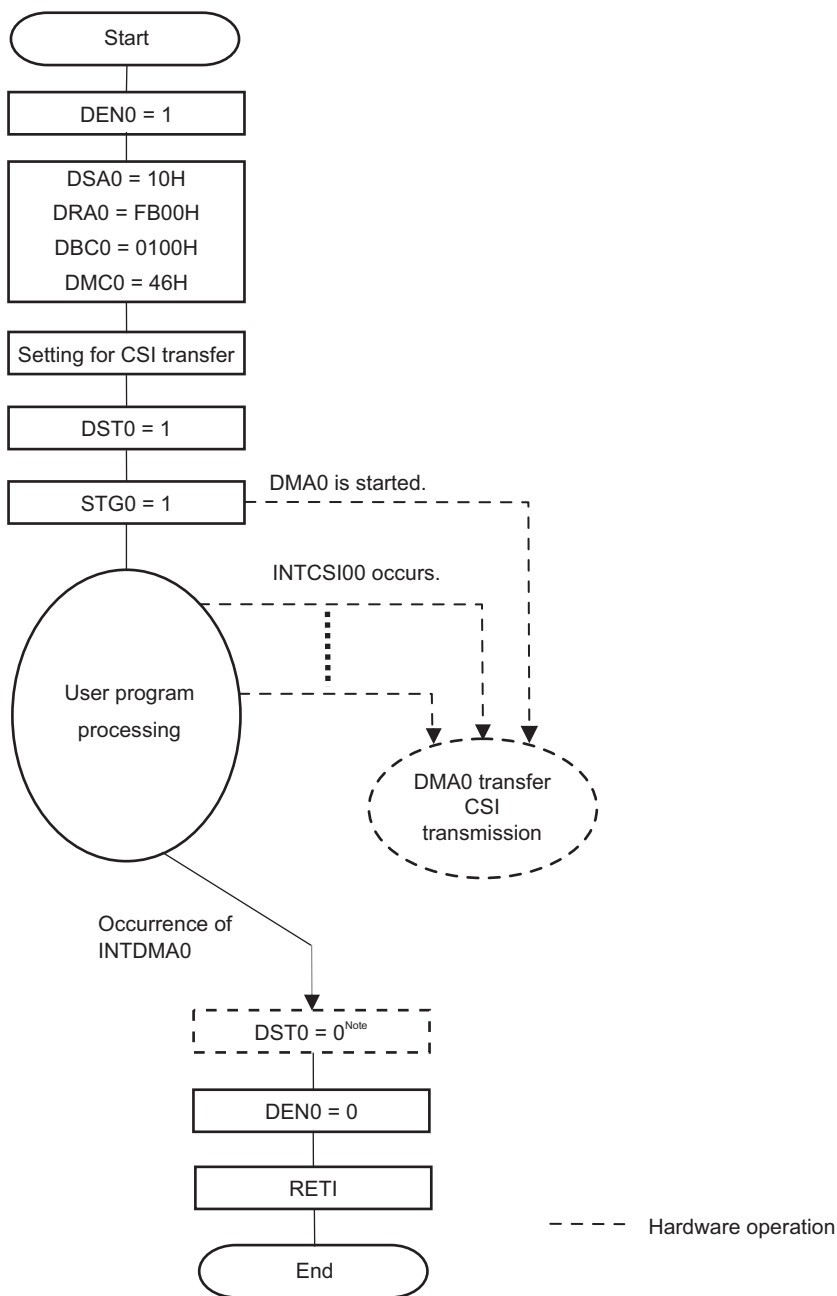 Start
DEN0 = 1
DSA0 = 10H
DRA0 = FB00H
DBC0 = 0100H
DMC0 = 46H
Setting for CSI transfer
DST0 = 1
STG0 = 1
DMA0 is started.
INTCSI00 occurs.
User program
processing
DMA0 transfer
CSI
transmission
Occurrence of
INTDMA0
DST0 = 0Note
DEN0 = 0
RETI
Hardware operation
End